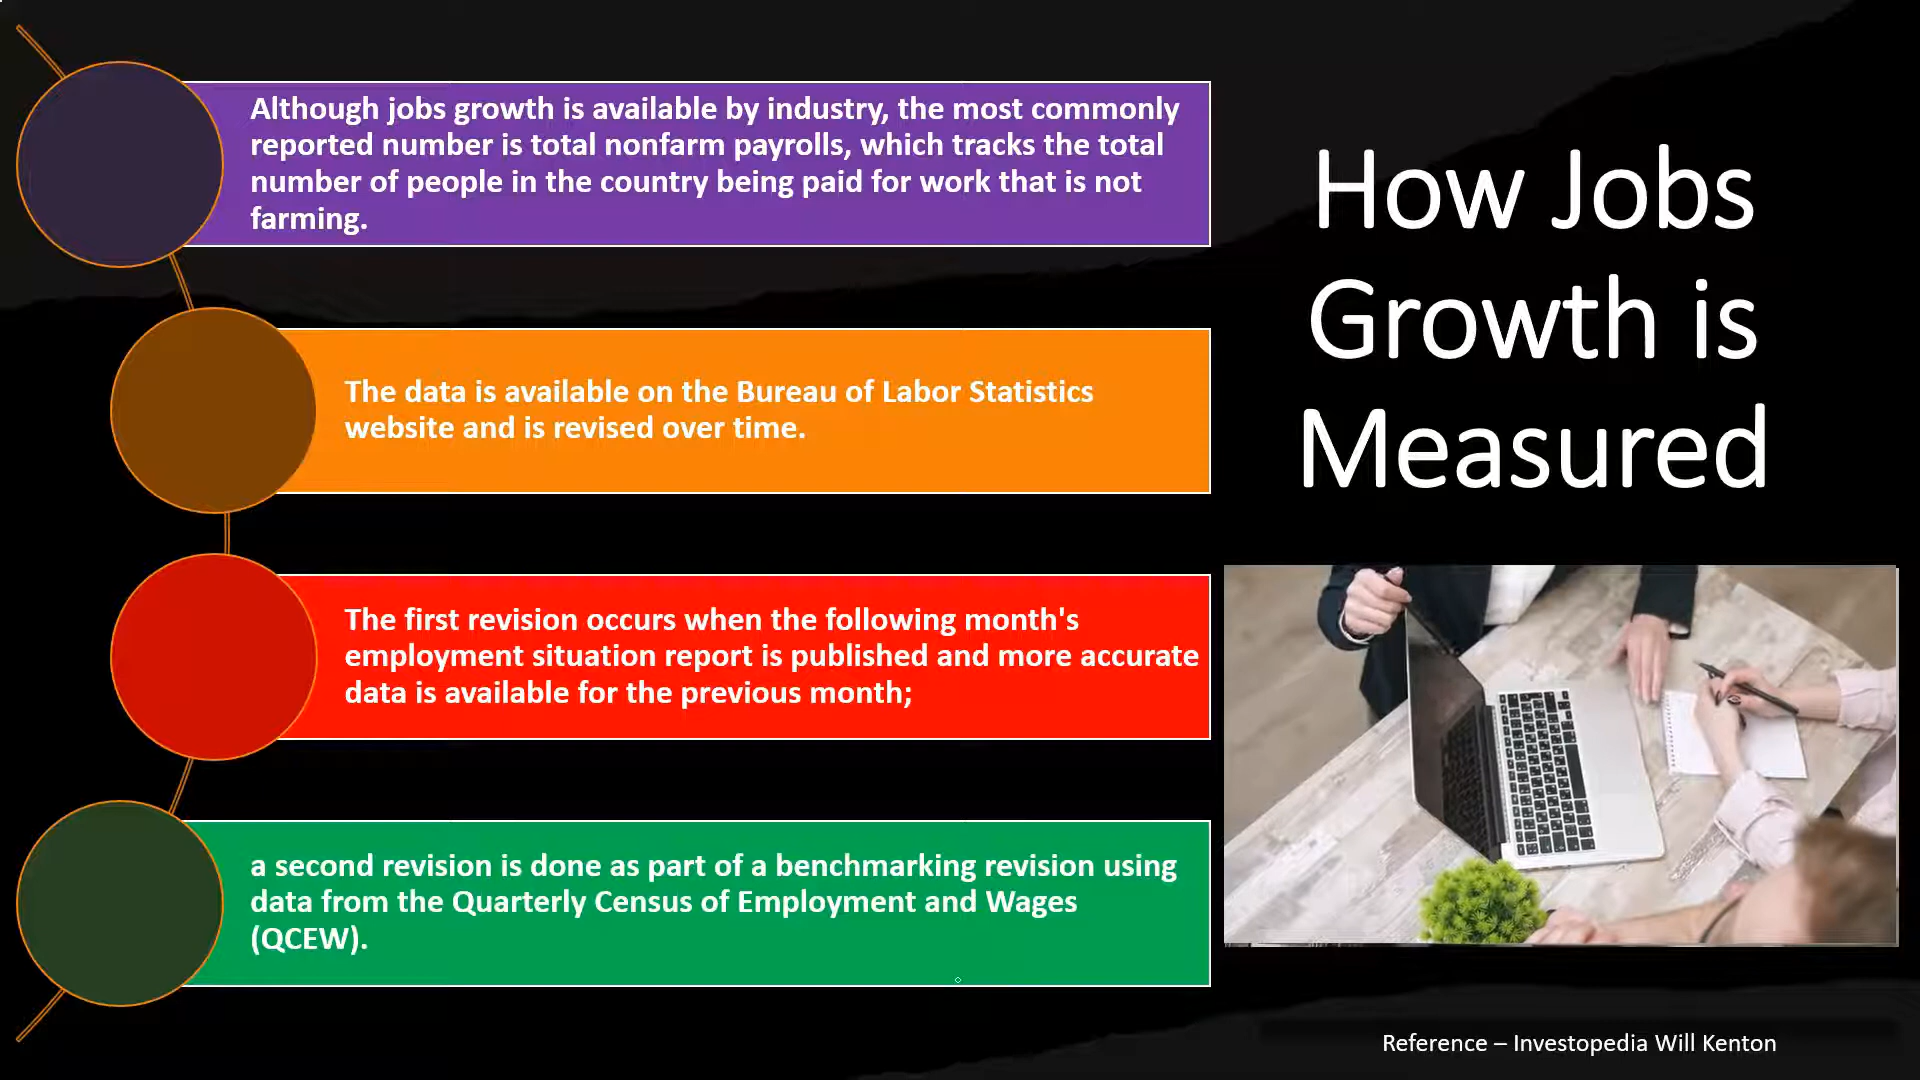 Although jobs growth is available by industry, the most commonly
reported number is total nonfarm payrolls, which tracks the total
number of people in the country being paid for work that is not
farming.
The data is available on the Bureau of Labor Statistics
website and is revised over time.
The first revision occurs when the following month's
employment situation report is published and more accurate
data is available for the previous month;
a second revision is done as part of a benchmarking revision using
data from the Quarterly Census of Employment and Wages
(QCEW).
How Jobs
Growth is
Measured
Reference – Investopedia Will Kenton